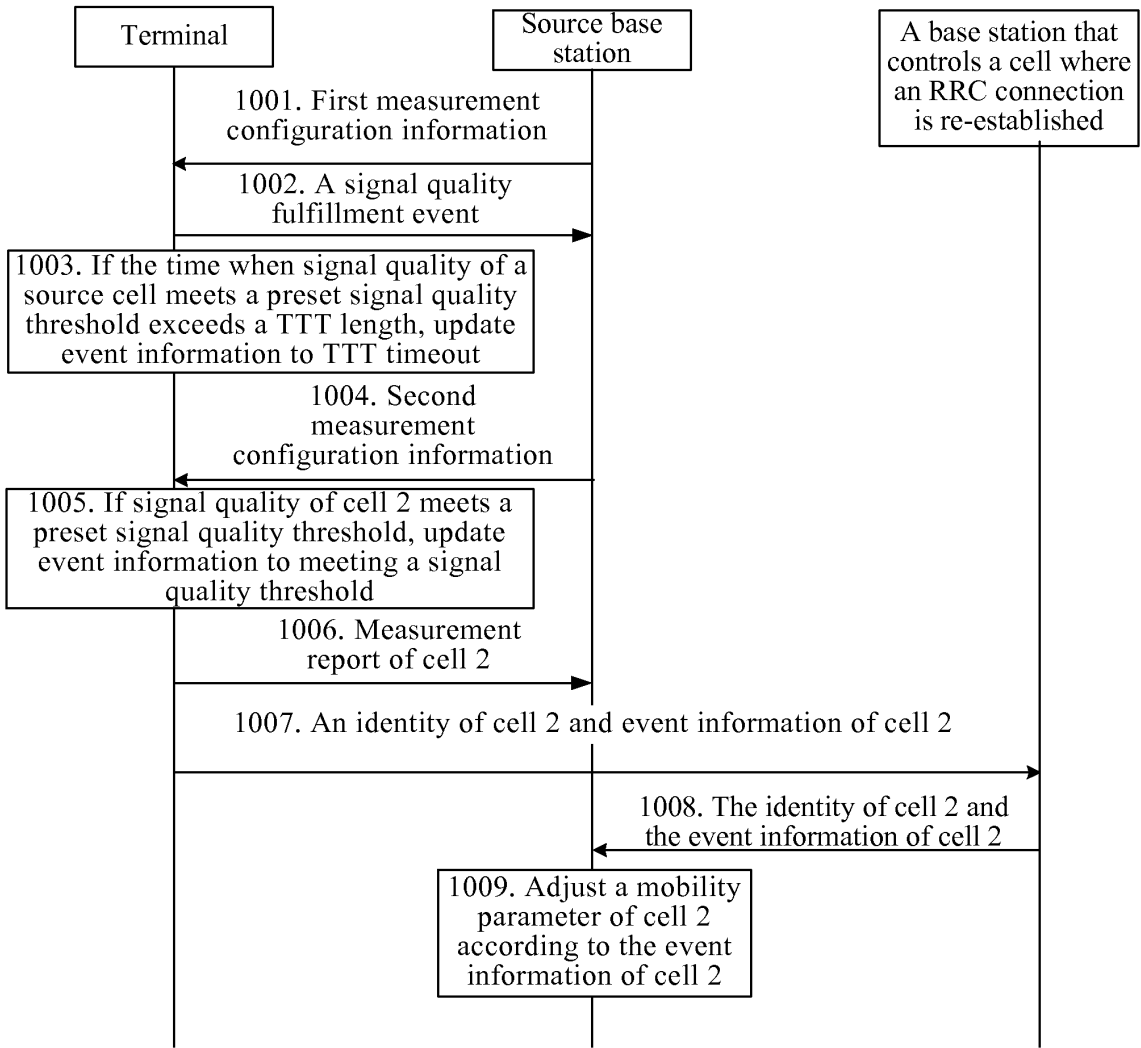 Terminal
Source base
station
A base station that
controls a cell where
an RRC connection
is re-established
1001. First measurement
configuration information
1002. A signal quality
fulfillment event
1003. If the time when signal quality of a
source cell meets a preset signal quality
threshold exceeds a TTT length, update
event information to TTT timeout
1004. Second
measurement
configuration information
1005. If signal quality of cell 2 meets a
preset signal quality threshold, update
event information to meeting a signal
quality threshold
1006. Measurement
report of cell 2
1007. An identity of cell 2 and event information of cell 2
1008. The identity of cell 2 and
the event information of cell 2
1009. Adjust a mobility
parameter of cell 2
according to the event
information of cell 2